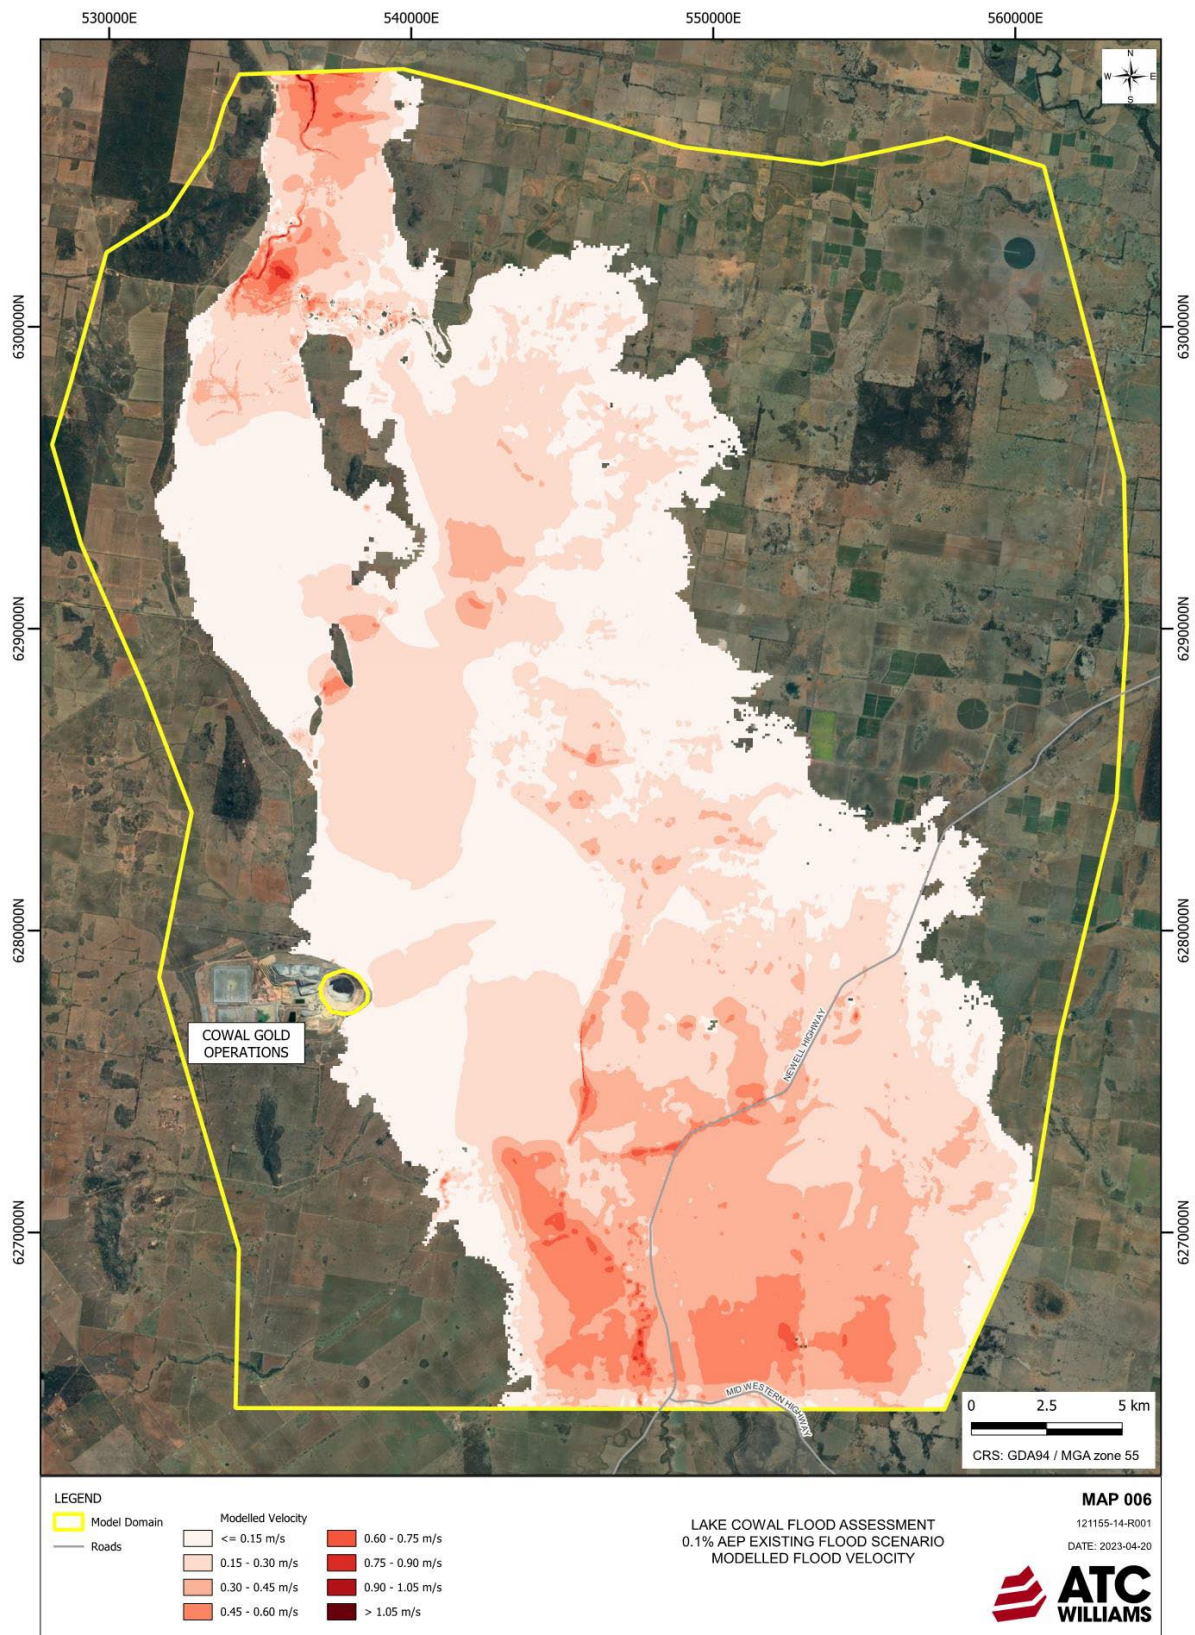 530000E
540000E
550000E
560000E
N
W
E
S
6300000N
6300000N
6290000N
6290000N
6280000N
6280000N
COWAL GOLD
OPERATIONS
NEWELL HIGHWAY
6270000N
6270000N
MID WESTERN HIGHWAY
0 2.5 5 km
CRS: GDA94 / MGA zone 55
LEGEND
Model Domain
Roads
Modelled Velocity
<= 0.15 m/s
0.15 - 0.30 m/s
0.30 - 0.45 m/s
0.45 - 0.60 m/s
0.60 - 0.75 m/s
0.75 - 0.90 m/s
0.90 - 1.05 m/s
> 1.05 m/s
LAKE COWAL FLOOD ASSESSMENT
0.1% AEP EXISTING FLOOD SCENARIO
MODELLED FLOOD VELOCITY
MAP 006
121155-14-R001
DATE: 2023-04-20
ATC
WILLIAMS